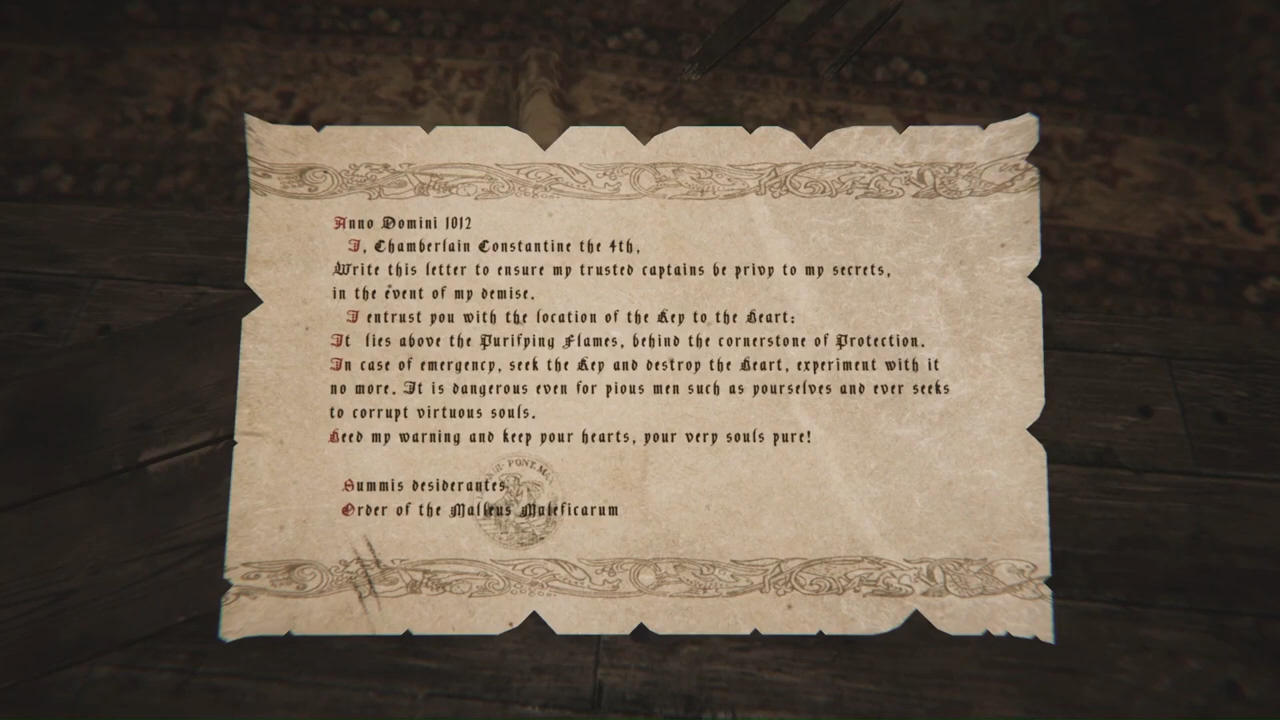 Anno Domini 1012
I, Chamberlain Constantine the 4th,
Write this letter to ensure my trusted captains be privy to my secrets,
in the event of my demise.
I entrust you with the location of the Key to the Heart:
It lies above the Purifying Flames, behind the cornerstone of Protection.
In case of emergency, seek the Key and destroy the Heart, experiment with it
no more. It is dangerous even for pious men such as yourselves and ever seeks
to corrupt virtuous souls.
Heed my warning and keep your hearts, your very souls pure!
PONT. MA
Summis desiderantes
Order of the Malleus Maleficarum